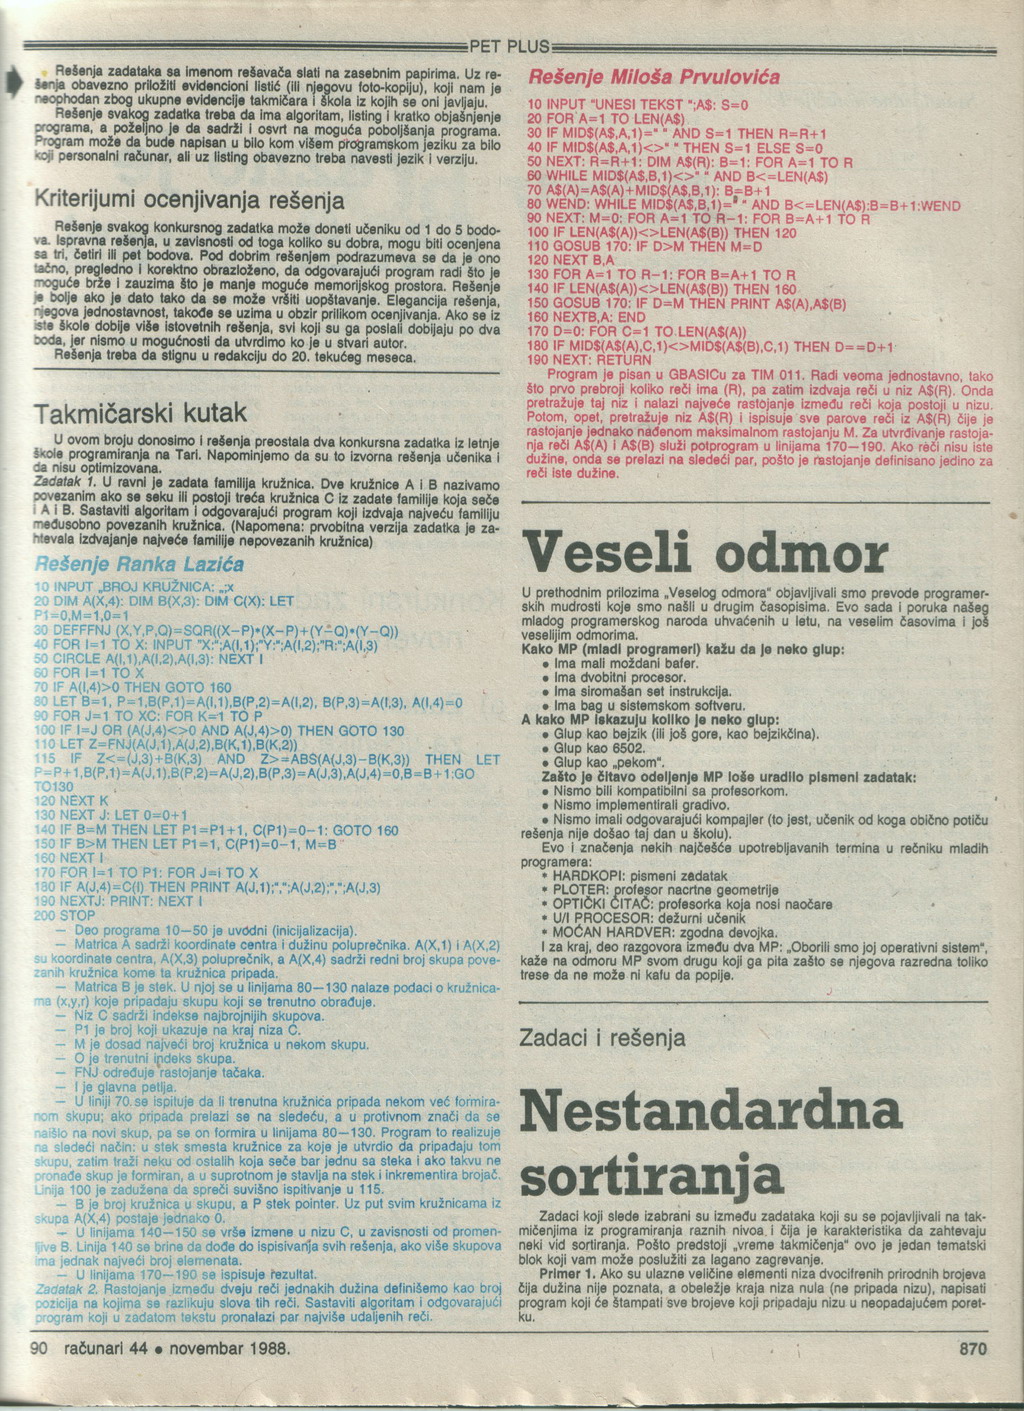 PET PLUS
Rešenja zadataka sa imenom rešavača slati na zasebnim papirima. Uz re-
šenja obavezno priložiti evidencioni listić (ili njegovu foto-kopiju), koji nam je
neophodan zbog ukupne evidencije takmičara i škola iz kojih se oni javljaju.
Rešenje svakog zadatka treba da ima algoritam, listing i kratko objašnjenje
programa, a poželjno je da sadrži i osvrt na moguća poboljšanja programa.
Program može da bude napisan u bilo kom višem programskom jeziku za bilo
koji personalni računar, ali uz listing obavezno treba navesti jezik i verziju.
Kriterijumi ocenjivanja rešenja
Rešenje svakog konkursnog zadatka može doneti učeniku od 1 do 5 bodo-
va. Ispravna rešenja, u zavisnosti od toga koliko su dobra, mogu biti ocenjena
sa tri, četiri ili pet bodova. Pod dobrim rešenjem podrazumeva se da je ono
tačno, pregledno i korektno obrazloženo, da odgovarajući program radi što je
moguće brže i zauzima što je manje moguće memorijskog prostora. Rešenje
je bolje ako je dato tako da se može vršiti uopštavanje. Elegancija rešenja,
njegova jednostavnost, takođe se uzima u obzir prilikom ocenjivanja. Ako se iz
iste škole dobije više istovetnih rešenja, svi koji su ga poslali dobijaju po dva
boda, jer nismo u mogućnosti da utvrdimo ko je u stvari autor.
Rešenja treba da stignu u redakciju do 20. tekućeg meseca.
Takmičarski kutak
U ovom broju donosimo i rešenja preostala dva konkursna zadatka iz letnje
škole programiranja na Tari. Napominjemo da su to izvorna rešenja učenika i
da nisu optimizovana.
Zadatak 1. U ravni je zadata familija kružnica. Dve kružnice A i B nazivamo
povezanim ako se seku ili postoji treća kružnica C iz zadate familije koja seče
i A i B. Sastaviti algoritam i odgovarajući program koji izdvaja najveću familiju
međusobno povezanih kružnica. (Napomena: prvobitna verzija zadatka je za-
htevala izdvajanje najveće familije nepovezanih kružnica)
Rešenje Ranka Lazića
10 INPUT „BROJ KRUŽNICA: „;x
20 DIM A(X,4): DIM B(X,3): DIM C(X): LET
P1=0,M=1,0=1
30 DEFFFNJ (X,Y,P,Q)=SQR((X—P)*(X—P)+(Y—Q)*(Y—Q))
40 FOR I=1 TO X: INPUT "X:";A(I,1);"Y:";A(I,2);"R:";A(I,3)
50 CIRCLE A(I,1),A(I,2),A(I,3): NEXT I
60 FOR I=1 TO X
70 IF A(I,4)>0 THEN GOTO 160
80 LET B=1, P=1,B(P,1)=A(I,1),B(P,2)=A(I,2), B(P,3)=A(I,3), A(I,4)=0
90 FOR J=1 TO XC: FOR K=1 TO P
100 IF I=J OR (A(J,4)<>0 AND A(J,4)>0) THEN GOTO 130
110 LET Z=FNJ(A(J,1),A(J,2),B(K,1),B(K,2))
115 IF Z<=(J,3)+B(K,3) AND Z>=ABS(A(J,3)—B(K,3)) THEN LET
P=P+1,B(P,1)=A(J,1),B(P,2)=A(J,2),B(P,3)=A(J,3),A(J,4)=0,B=B+1:GO
TO130
120 NEXT K
130 NEXT J: LET 0=0+1
140 IF B=M THEN LET P1=P1+1, C(P1)=0—1: GOTO 160
150 IF B>M THEN LET P1=1, C(P1)=0—1, M=B
160 NEXT I
170 FOR I=1 TO P1: FOR J=i TO X
180 IF A(J,4)=C(I) THEN PRINT A(J,1);",";A(J,2);",";A(J,3)
190 NEXTJ: PRINT: NEXT I
200 STOP
— Deo programa 10—50 je uvodni (inicijalizacija).
— Matrica A sadrži koordinate centra i dužinu poluprečnika. A(X,1) i A(X,2)
su koordinate centra, A(X,3) poluprečnik, a A(X,4) sadrži redni broj skupa pove-
zanih kružnica kome ta kružnica pripada.
— Matrica B je stek. U njoj se u linijama 80—130 nalaze podaci o kružnica-
ma (x,y,r) koje pripadaju skupu koji se trenutno obrađuje.
— Niz C sadrži indekse najbrojnijih skupova.
— P1 je broj koji ukazuje na kraj niza C.
— M je dosad najveći broj kružnica u nekom skupu.
— O je trenutni indeks skupa.
— FNJ određuje rastojanje tačaka.
— I je glavna petlja.
— U liniji 70 se ispituje da li trenutna kružnica pripada nekom već formira-
nom skupu; ako pripada prelazi se na sledeću, a u protivnom znači da se
naišlo na novi skup, pa se on formira u linijama 80—130. Program to realizuje
na sledeći način: u stek smesta kružnice za koje je utvrdio da pripadaju tom
skupu, zatim traži neku od ostalih koja seče bar jednu sa steka i ako takvu ne
pronađe skup je formiran, a u suprotnom je stavlja na stek i inkrementira brojač.
Linija 100 je zadužena da spreči suvišno ispitivanje u 115.
— B je broj kružnica u skupu, a P stek pointer. Uz put svim kružnicama iz
skupa A(X,4) postaje jednako 0.
— U linijama 140—150 se vrše izmene u nizu C, u zavisnosti od promen-
ljive B. Linija 140 se brine da dođe do ispisivanja svih rešenja, ako više skupova
ima jednak najveći broj elemenata.
— U linijama 170—190 se ispisuje rezultat.
Zadatak 2. Rastojanje između dveju reči jednakih dužina definišemo kao broj
pozicija na kojima se razlikuju slova tih reči. Sastaviti algoritam i odgovarajući
program koji u zadatom tekstu pronalazi par najviše udaljenih reči.
Rešenje Miloša Prvulovića
10 INPUT "UNESI TEKST ";A$: S=0
20 FOR A=1 TO LEN(A$)
30 IF MID$(A$,A,1)=" " AND S=1 THEN R=R+1
40 IF MID$(A$,A,1)<>" " THEN S=1 ELSE S=0
50 NEXT: R=R+1: DIM A$(R): B=1: FOR A=1 TO R
60 WHILE MID$(A$,B,1)<>" " AND B<=LEN(A$)
70 A$(A)=A$(A)+MID$(A$,B,1): B=B+1
80 WEND: WHILE MID$(A$,B,1)=" " AND B<=LEN(A$):B=B+1:WEND
90 NEXT: M=0: FOR A=1 TO R—1: FOR B=A+1 TO R
100 IF LEN(A$(A))<>LEN(A$(B)) THEN 120
110 GOSUB 170: IF D>M THEN M=D
120 NEXT B,A
130 FOR A=1 TO R—1: FOR B=A+1 TO R
140 IF LEN(A$(A))<>LEN(A$(B)) THEN 160
150 GOSUB 170: IF D=M THEN PRINT A$(A),A$(B)
160 NEXTB,A: END
170 D=0: FOR C=1 TO LEN(A$(A))
180 IF MID$(A$(A),C,1)<>MID$(A$(B),C,1) THEN D==D+1
190 NEXT: RETURN
Program je pisan u GBASICu za TIM 011. Radi veoma jednostavno, tako
što prvo prebroji koliko reči ima (R), pa zatim izdvaja reči u niz A$(R). Onda
pretražuje taj niz i nalazi najveće rastojanje između reči koja postoji u nizu.
Potom, opet, pretražuje niz A$(R) i ispisuje sve parove reči iz A$(R) čije je
rastojanje jednako nađenom maksimalnom rastojanju M. Za utvrđivanje rastoja-
nja reči A$(A) i A$(B) služi potprogram u linijama 170—190. Ako reči nisu iste
dužine, onda se prelazi na sledeći par, pošto je rastojanje definisano jedino za
reči iste dužine.
Veseli odmor
U prethodnim prilozima „Veselog odmora“ objavljivali smo prevode programer-
skih mudrosti koje smo našli u drugim časopisima. Evo sada i poruka našeg
mladog programerskog naroda uhvaćenih u letu, na veselim časovima i još
veselijim odmorima.
Kako MP (mladi programeri) kažu da je neko glup:
• Ima mali moždani bafer.
• Ima dvobitni procesor.
• Ima siromašan set instrukcija.
• Ima bag u sistemskom softveru.
A kako MP iskazuju koliko je neko glup:
• Glup kao bejzik (ili još gore, kao bejzikčina).
• Glup kao 6502.
• Glup kao „pekom“.
Zašto je čitavo odeljenje MP loše uradilo pismeni zadatak:
• Nismo bili kompatibilni sa profesorkom.
• Nismo implementirali gradivo.
• Nismo imali odgovarajući kompajler (to jest, učenik od koga obično potiču
rešenja nije došao taj dan u školu).
Evo i značenja nekih najčešće upotrebljavanih termina u rečniku mladih
programera:
* HARDKOPI: pismeni zadatak
* PLOTER: profesor nacrtne geometrije
* OPTIČKI ČITAČ: profesorka koja nosi naočare
* U/I PROCESOR: dežurni učenik
* MOĆAN HARDVER: zgodna devojka.
I za kraj, deo razgovora između dva MP: „Oborili smo joj operativni sistem“,
kaže na odmoru MP svom drugu koji ga pita zašto se njegova razredna toliko
trese da ne može ni kafu da popije.
Zadaci i rešenja
Nestandardna
sortiranja
Zadaci koji slede izabrani su između zadataka koji su se pojavljivali na tak-
mičenjima iz programiranja raznih nivoa i čija je karakteristika da zahtevaju
neki vid sortiranja. Pošto predstoji „vreme takmičenja“ ovo je jedan tematski
blok koji vam može poslužiti za lagano zagrevanje.
Primer 1. Ako su ulazne veličine elementi niza dvocifrenih prirodnih brojeva
čija dužina nije poznata, a obeležje kraja niza nula (ne pripada nizu), napisati
program koji će štampati sve brojeve koji pripadaju nizu u neopadajućem poret-
ku.
90 računari 44 • novembar 1988.
870